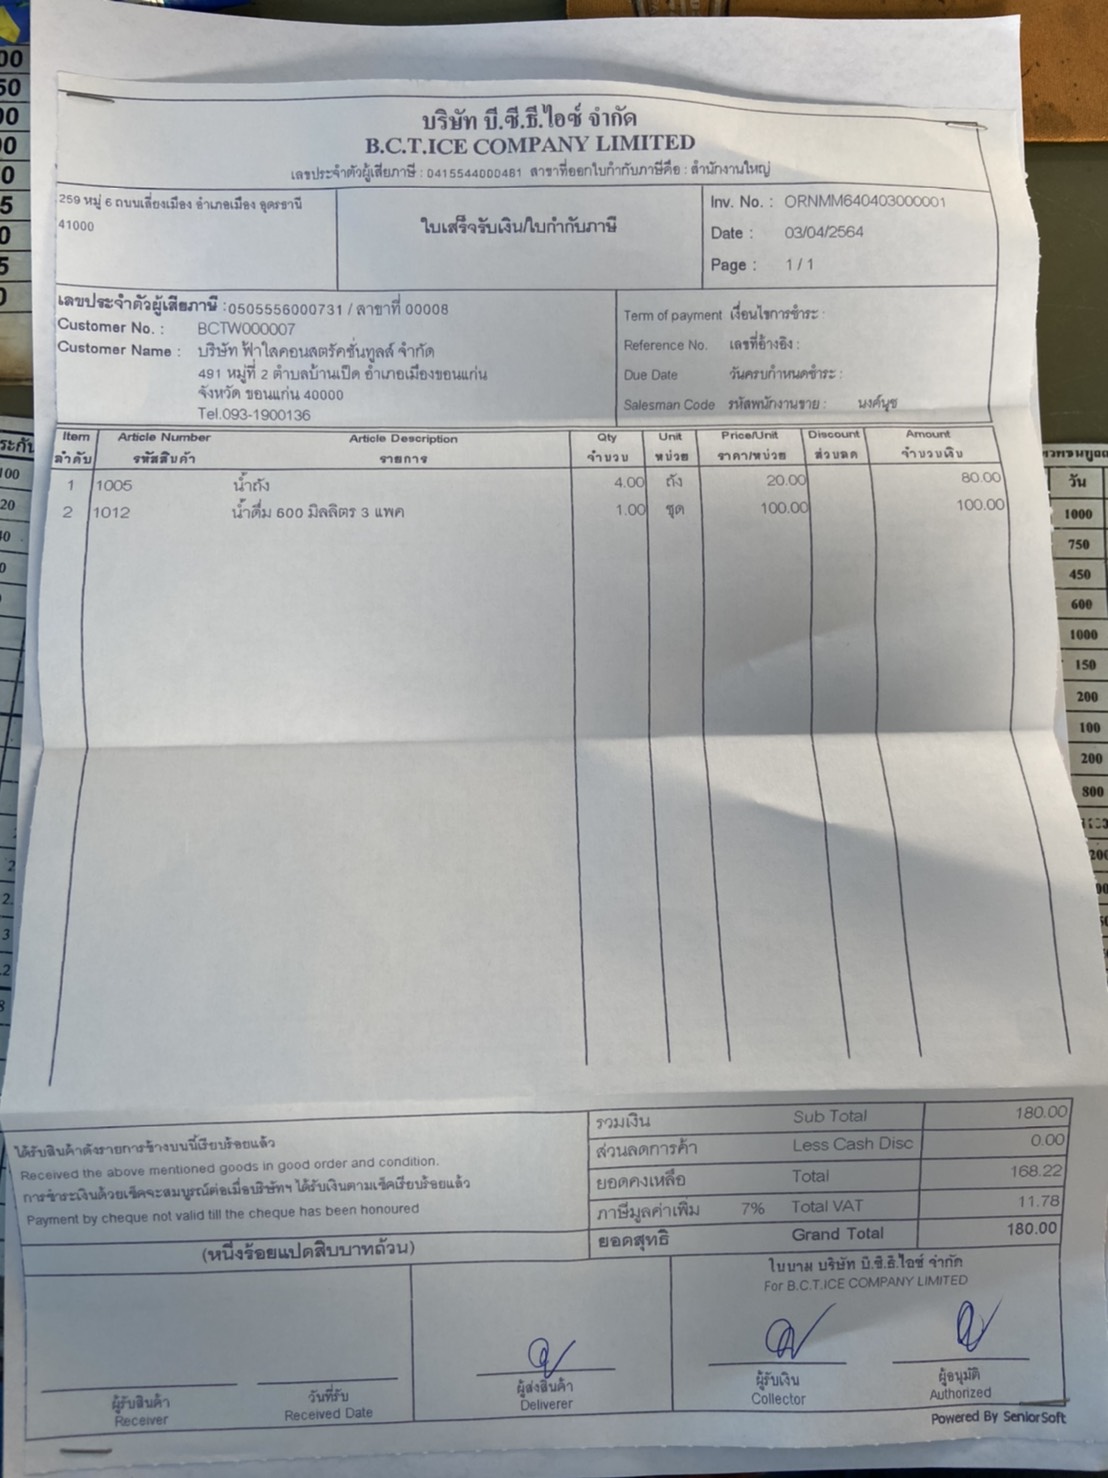 บริษัท บี.ซี.ธี.ไอซ์ จำกัด
B.C.T.ICE COMPANY LIMITED
เลขประจำตัวผู้เสียภาษี : 0415544000481 สาขาที่ออกใบกำกับภาษีคือ : สำนักงานใหญ่
259 หมู่ 6 ถนนเลี่ยงเมือง อำเภอเมือง อุดรธานี
41000
ใบเสร็จรับเงิน/ใบกำกับภาษี
Inv. No. : ORNMM640403000001
Date : 03/04/2564
Page : 1 / 1
เลขประจำตัวผู้เสียภาษี :0505556000731 / สาขาที่ 00008
Customer No. : BCTW000007
Customer Name : บริษัท ฟ้าใสคอนสตรัคชั่นทูลส์ จำกัด
491 หมู่ที่ 2 ตำบลบ้านเป็ด อำเภอเมืองขอนแก่น
จังหวัด ขอนแก่น 40000
Tel.093-1900136
Term of payment เงื่อนไขการชำระ :
Reference No. เลขที่อ้างอิง :
Due Date วันครบกำหนดชำระ :
Salesman Code รหัสพนักงานขาย : นงค์นุช
Item Article Number Article Description Qty Unit Price/Unit Discount Amount
ลำดับ รหัสสินค้า รายการ จำนวน หน่วย ราคา/หน่วย ส่วนลด จำนวนเงิน
1 1005 น้ำถัง 4.00 ถัง 20.00 80.00
2 1012 น้ำดื่ม 600 มิลลิตร 3 แพค 1.00 ชุด 100.00 100.00
ได้รับสินค้าดังรายการข้างบนนี้เรียบร้อยแล้ว
Received the above mentioned goods in good order and condition.
การชำระเงินด้วยเช็คจะสมบูรณ์ต่อเมื่อบริษัทฯ ได้รับเงินตามเช็คเรียบร้อยแล้ว
Payment by cheque not valid till the cheque has been honoured
(หนึ่งร้อยแปดสิบบาทถ้วน)
รวมเงิน Sub Total 180.00
ส่วนลดการค้า Less Cash Disc 0.00
ยอดคงเหลือ Total 168.22
ภาษีมูลค่าเพิ่ม 7% Total VAT 11.78
ยอดสุทธิ Grand Total 180.00
ในนาม บริษัท บี.ซี.ธี.ไอซ์ จำกัด
For B.C.T.ICE COMPANY LIMITED
ผู้รับสินค้า
Receiver
วันที่รับ
Received Date
ผู้ส่งสินค้า
Deliverer
ผู้รับเงิน
Collector
ผู้อนุมัติ
Authorized
Powered By SeniorSoft
วัน
1000
750
450
600
1000
150
200
100
200
800